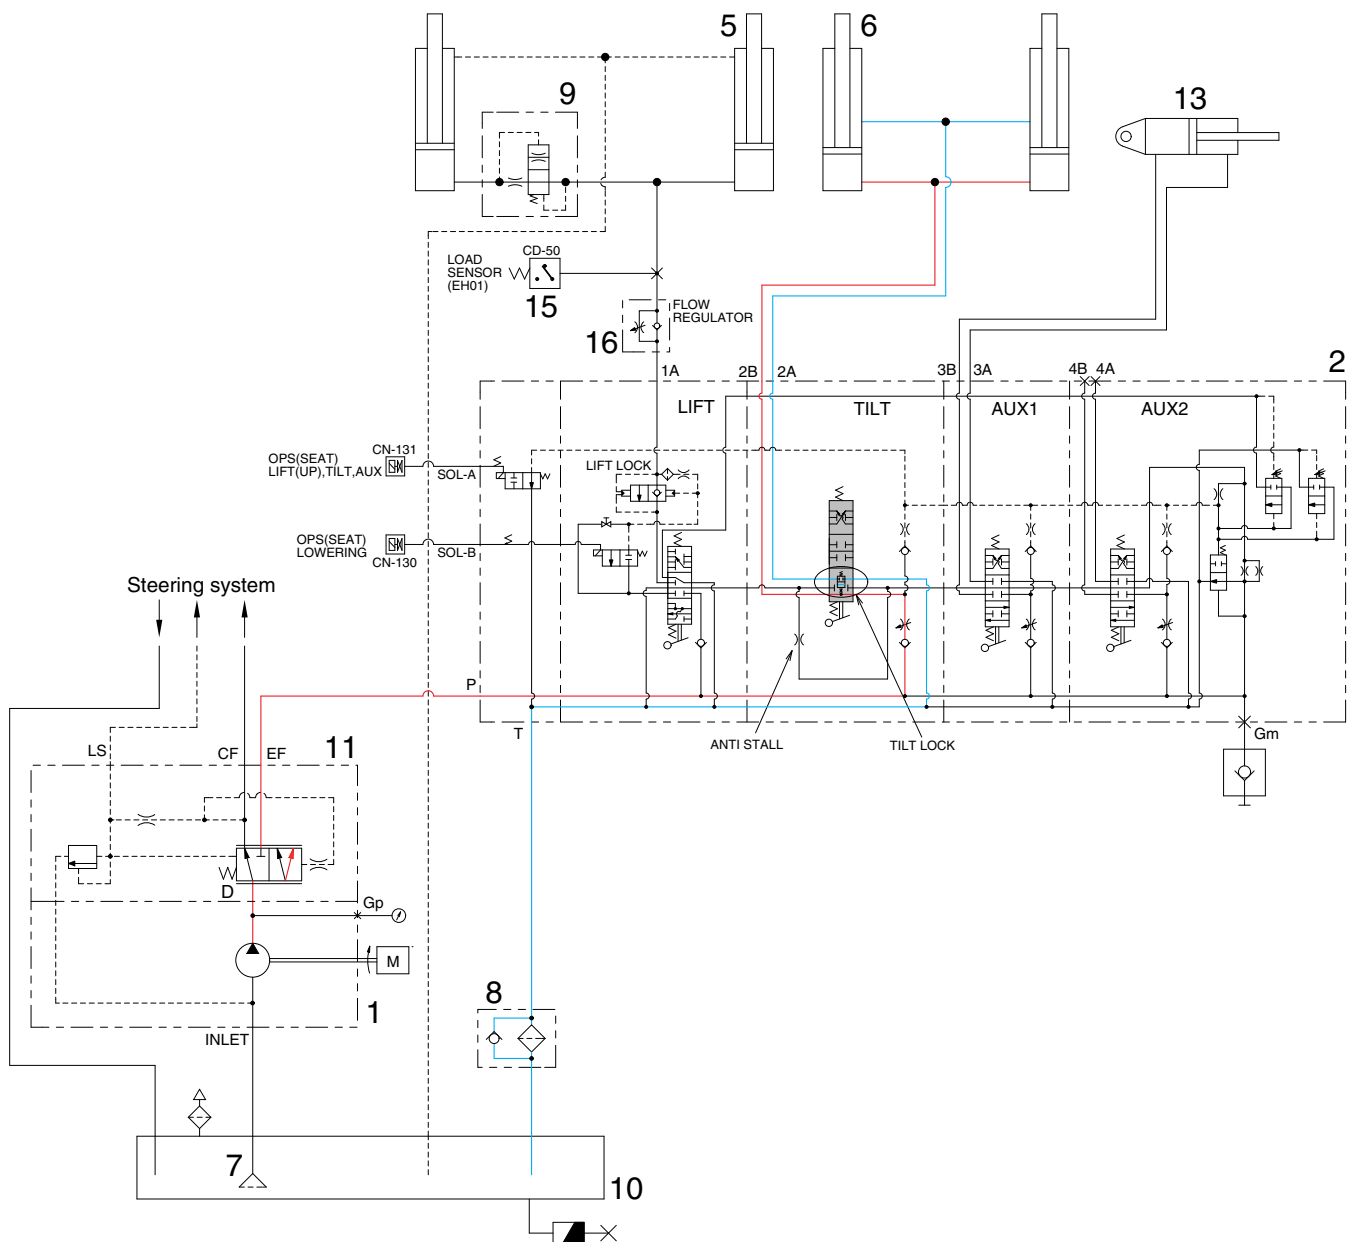 5
6
9
13
CD-50
LOAD
SENSOR
(EH01)
15
FLOW
REGULATOR
16
1A
2B
2A
3B
3A
4B
4A
2
LIFT
TILT
AUX1
AUX2
CN-131
OPS(SEAT)
LIFT(UP),TILT,AUX
SOL-A
LIFT LOCK
OPS(SEAT)
LOWERING
SOL-B
CN-130
Steering system
P
T
ANTI STALL
TILT LOCK
Gm
LS
CF
EF
11
D
Gp
M
1
INLET
8
7
10